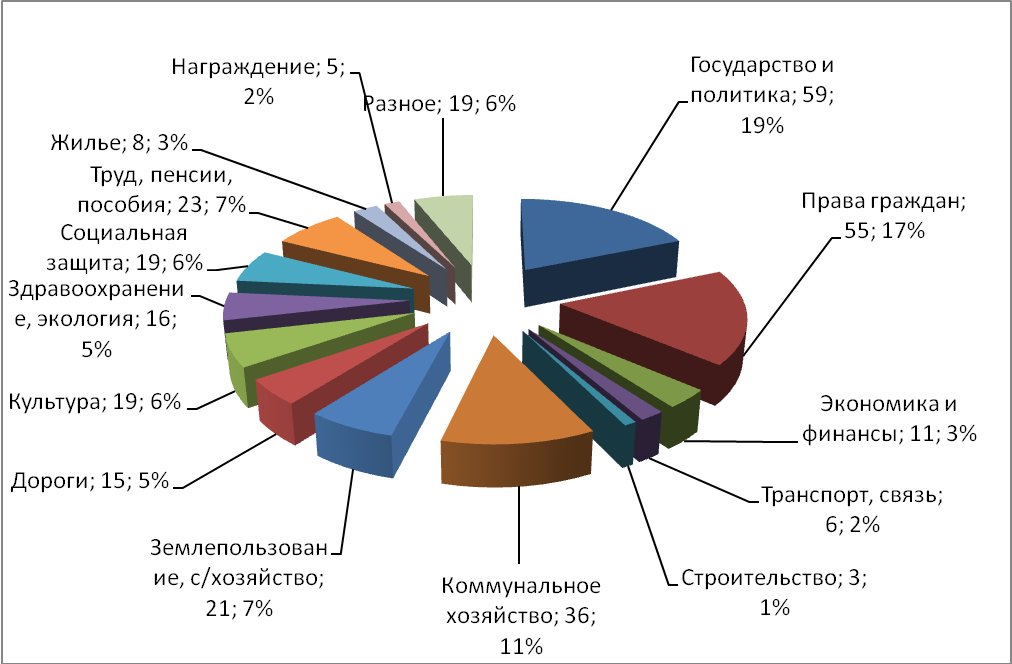 Государство и
политика; 59;
19%
Права граждан;
55; 17%
Экономика и
финансы; 11; 3%
Транспорт, связь;
6; 2%
Строительство; 3;
1%
Коммунальное
хозяйство; 36;
11%
Землепользован
ие, с/хозяйство;
21; 7%
Дороги; 15; 5%
Культура; 19; 6%
Здравоохранени
е, экология; 16;
5%
Социальная
защита; 19; 6%
Труд, пенсии,
пособия; 23; 7%
Жилье; 8; 3%
Награждение; 5;
2%
Разное; 19; 6%